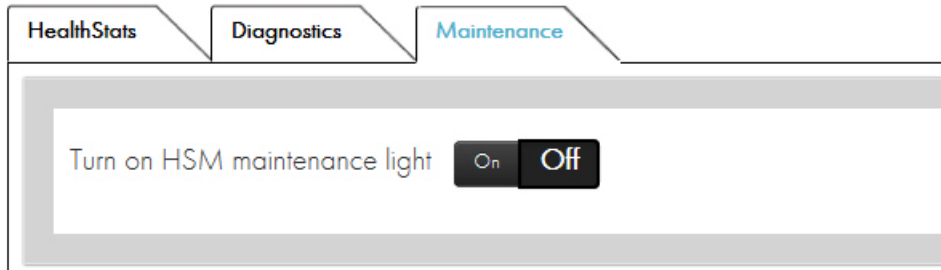 HealthStats Diagnostics Maintenance
Turn on HSM maintenance light On Off